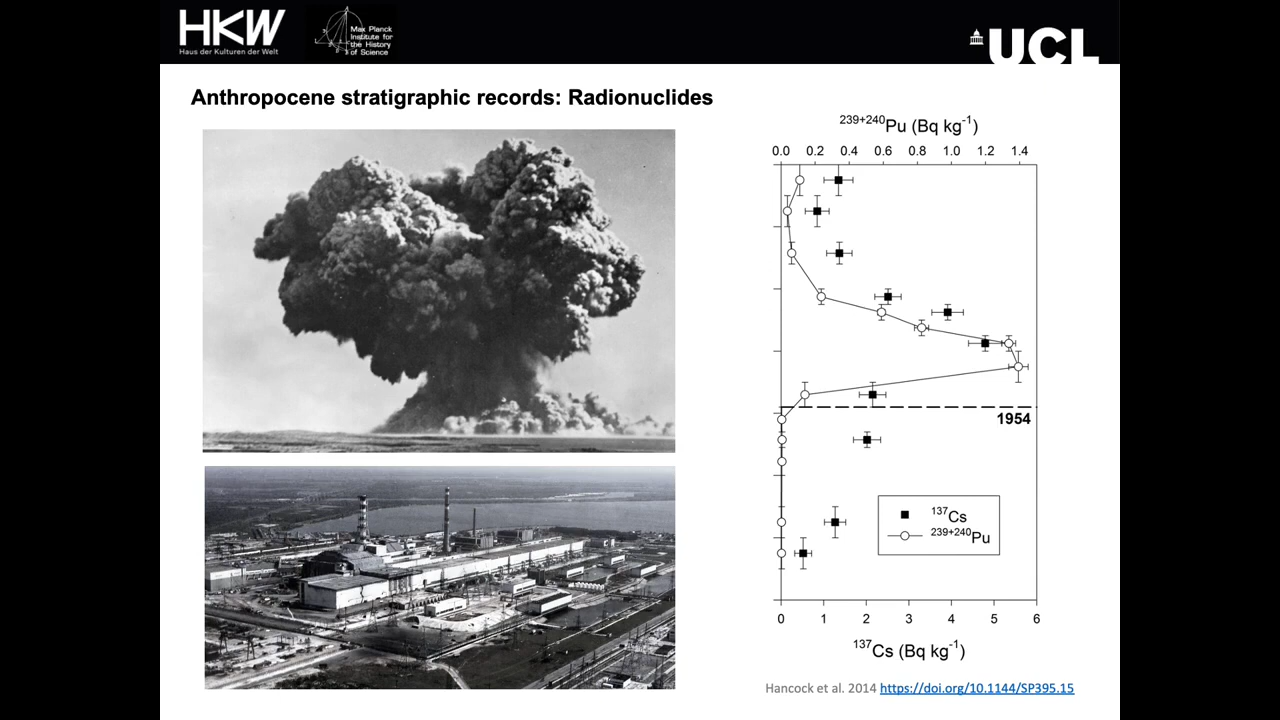 HKW
Haus der Kulturen der Welt
Max Planck
Institute for
the History
of Science
UCL
Anthropocene stratigraphic records: Radionuclides
²³⁹⁺²⁴⁰Pu (Bq kg⁻¹)
0.0 0.2 0.4 0.6 0.8 1.0 1.2 1.4
1954
¹³⁷Cs
²³⁹⁺²⁴⁰Pu
0 1 2 3 4 5 6
¹³⁷Cs (Bq kg⁻¹)
Hancock et al. 2014 https://doi.org/10.1144/SP395.15